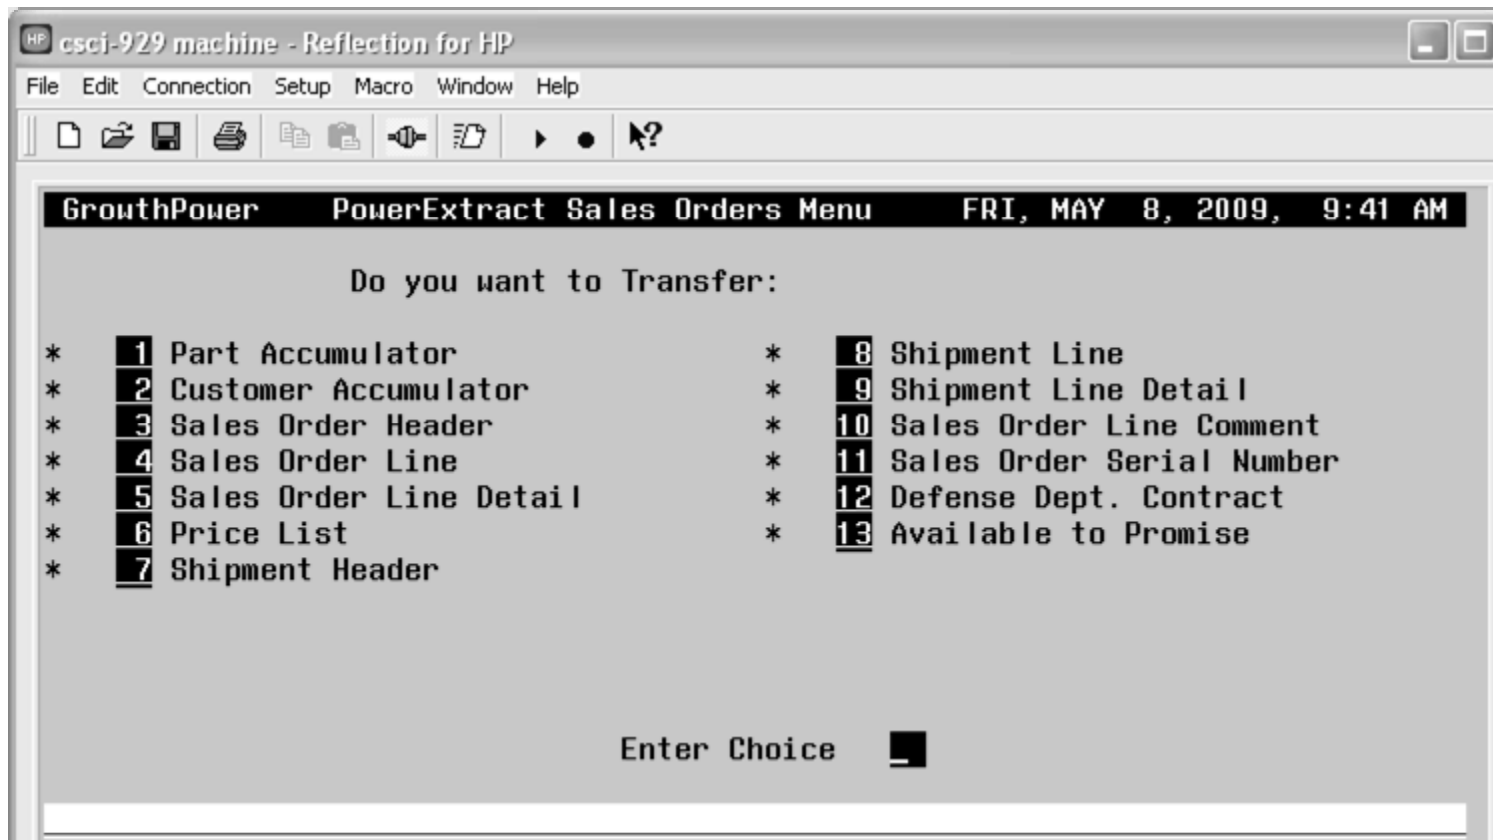 HP csci-929 machine - Reflection for HP
File Edit Connection Setup Macro Window Help
GrowthPower PowerExtract Sales Orders Menu FRI, MAY 8, 2009, 9:41 AM
Do you want to Transfer:
* 1 Part Accumulator * 8 Shipment Line
* 2 Customer Accumulator * 9 Shipment Line Detail
* 3 Sales Order Header * 10 Sales Order Line Comment
* 4 Sales Order Line * 11 Sales Order Serial Number
* 5 Sales Order Line Detail * 12 Defense Dept. Contract
* 6 Price List * 13 Available to Promise
* 7 Shipment Header
Enter Choice _